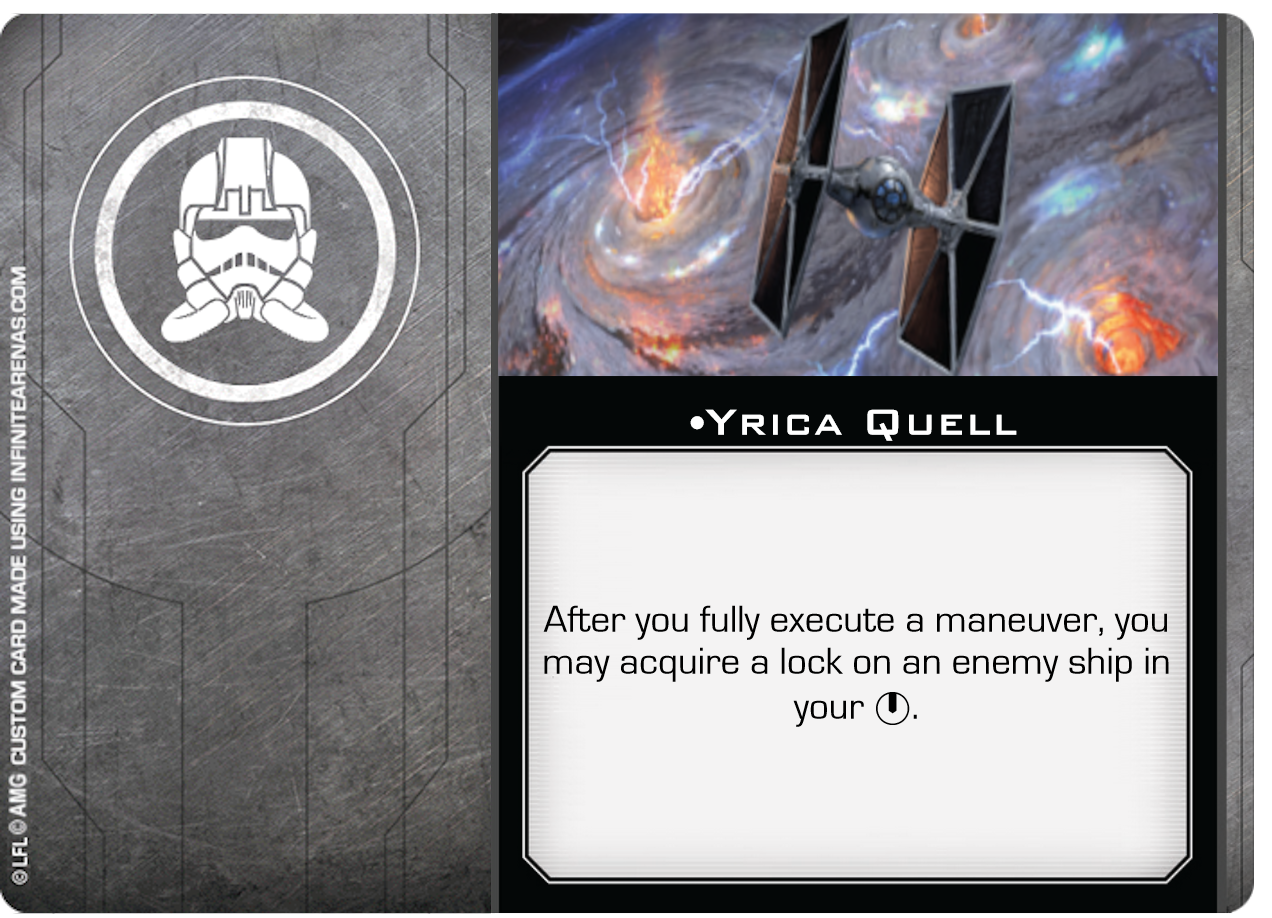 •Yrica Quell
After you fully execute a maneuver, you
may acquire a lock on an enemy ship in
your .
©LFL©AMG CUSTOM CARD MADE USING INFINITEARENAS.COM